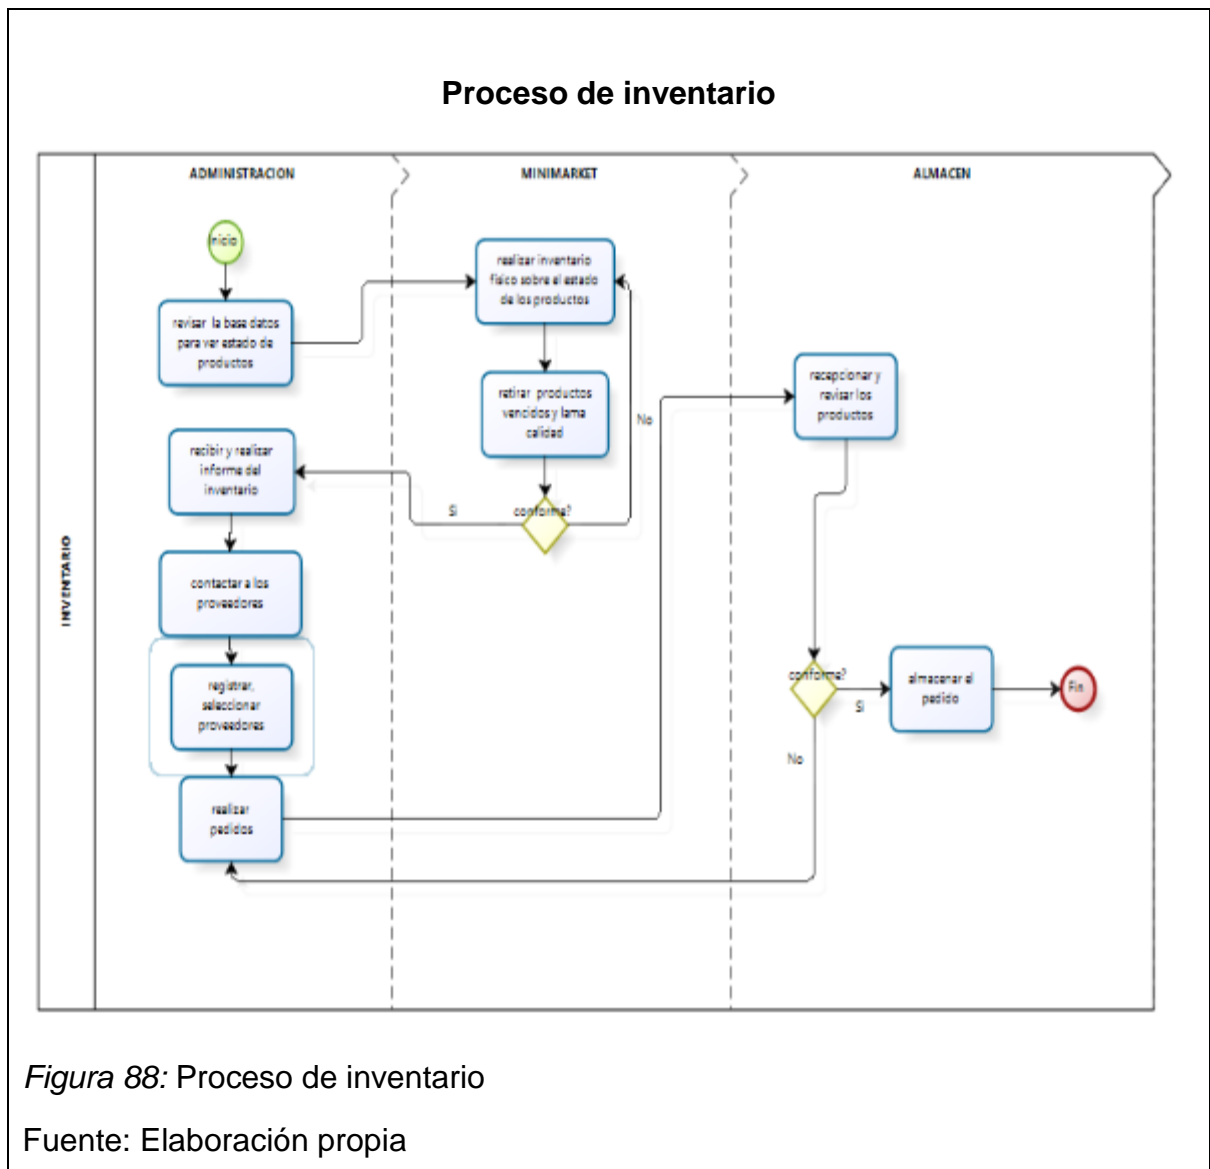 Proceso de inventario
ADMINISTRACION
MINIMARKET
ALMACEN
INVENTARIO
Inicio
revisar la base datos
para ver estado de
productos
realizar inventario
fisico sobre el estado
de los productos
retirar productos
vencidos y lama
calidad
conforme?
Si
No
recibir y realizar
informe del
inventario
contactar a los
proveedores
registrar,
seleccionar
proveedores
realizar
pedidos
recepcionar y
revisar los
productos
conforme?
Si
No
almacenar el
pedido
Fin
Figura 88: Proceso de inventario
Fuente: Elaboración propia